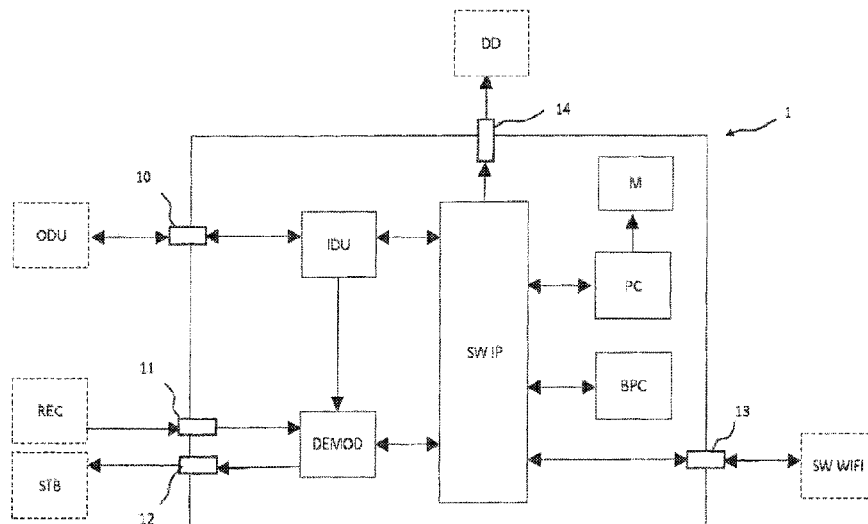 DD
14
1
10
M
ODU
IDU
PC
SW IP
11
REC
BPC
13
DEMOD
STB
SW WIFI
12